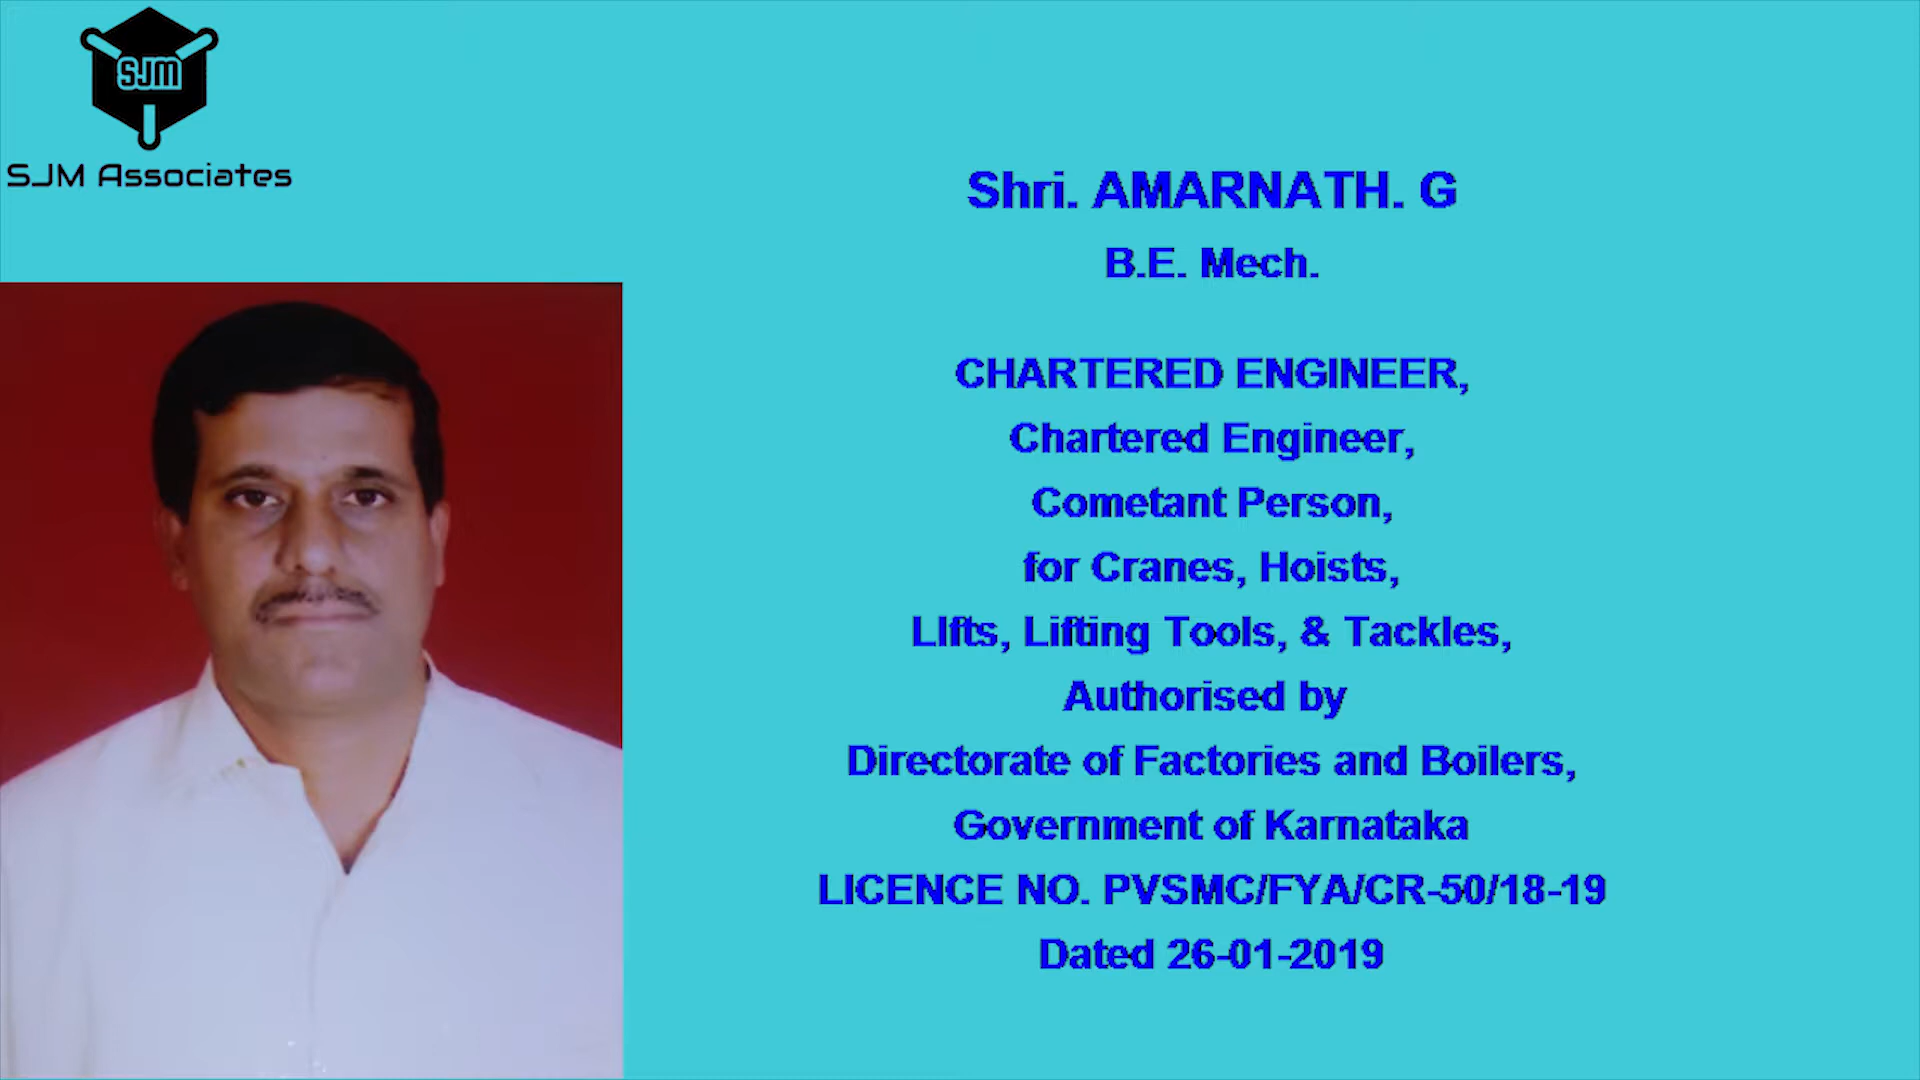 SJM
SJM Associates
Shri. AMARNATH. G
B.E. Mech.
CHARTERED ENGINEER,
Chartered Engineer,
Cometant Person,
for Cranes, Hoists,
LIfts, Lifting Tools, & Tackles,
Authorised by
Directorate of Factories and Boilers,
Government of Karnataka
LICENCE NO. PVSMC/FYA/CR-50/18-19
Dated 26-01-2019